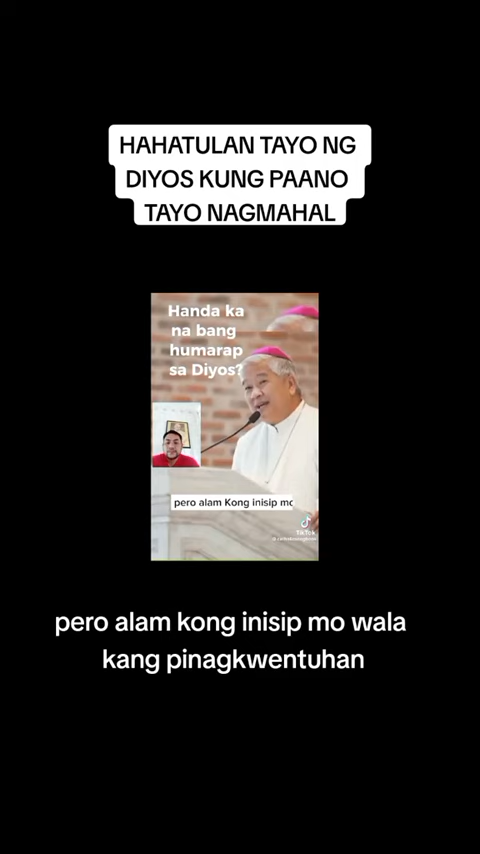 HAHATULAN TAYO NG
DIYOS KUNG PAANO
TAYO NAGMAHAL
Handa ka
na bang
humarap
sa Diyos?
pero alam Kong inisip mo
TikTok
pero alam kong inisip mo wala
kang pinagkwentuhan